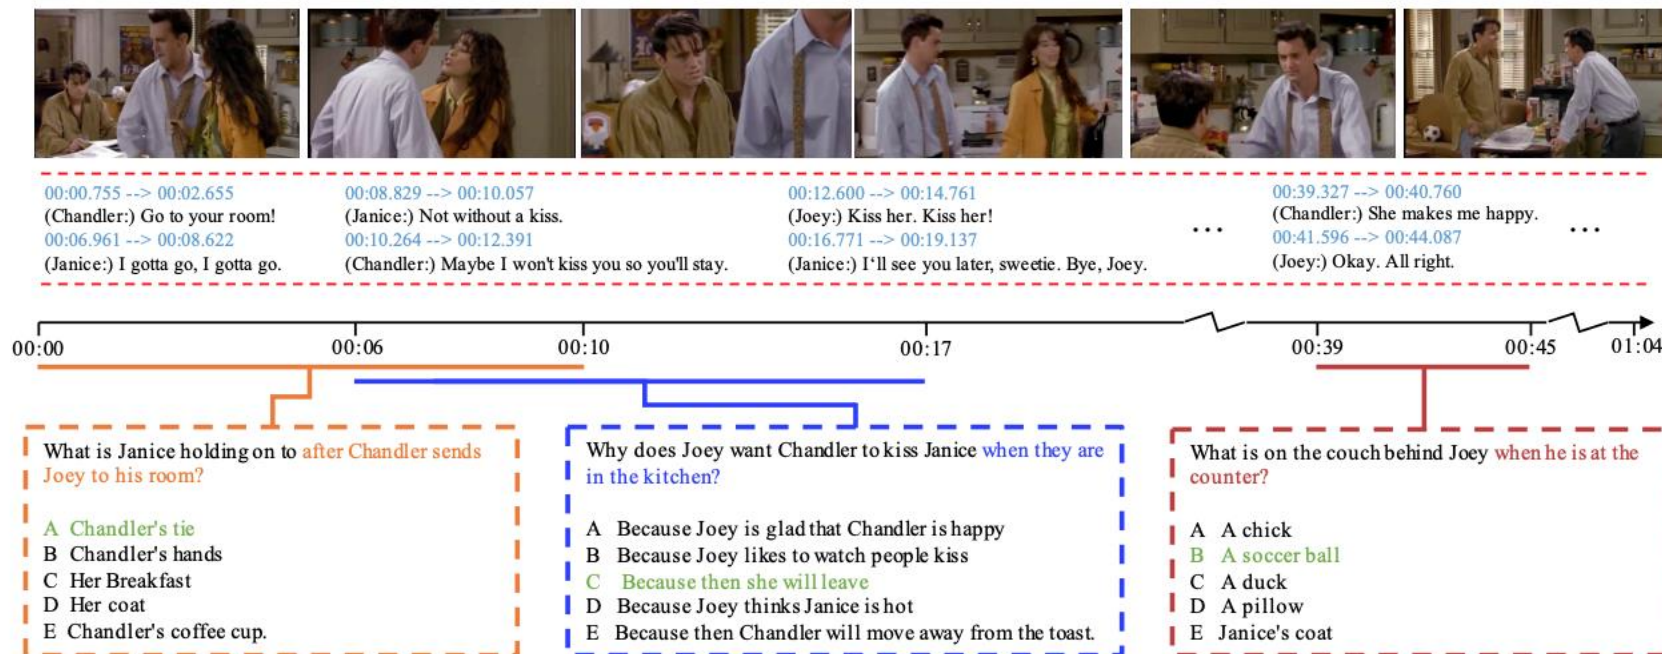 00:00.755 --> 00:02.655
(Chandler:) Go to your room!
00:06.961 --> 00:08.622
(Janice:) I gotta go, I gotta go.
00:08.829 --> 00:10.057
(Janice:) Not without a kiss.
00:10.264 --> 00:12.391
(Chandler:) Maybe I won't kiss you so you'll stay.
00:12.600 --> 00:14.761
(Joey:) Kiss her. Kiss her!
00:16.771 --> 00:19.137
(Janice:) I'll see you later, sweetie. Bye, Joey.
...
00:39.327 --> 00:40.760
(Chandler:) She makes me happy.
00:41.596 --> 00:44.087
(Joey:) Okay. All right.
...
00:00
00:06
00:10
00:17
00:39
00:45
01:04
What is Janice holding on to after Chandler sends
Joey to his room?
A Chandler's tie
B Chandler's hands
C Her Breakfast
D Her coat
E Chandler's coffee cup.
Why does Joey want Chandler to kiss Janice when they are
in the kitchen?
A Because Joey is glad that Chandler is happy
B Because Joey likes to watch people kiss
C Because then she will leave
D Because Joey thinks Janice is hot
E Because then Chandler will move away from the toast.
What is on the couch behind Joey when he is at the
counter?
A A chick
B A soccer ball
C A duck
D A pillow
E Janice's coat